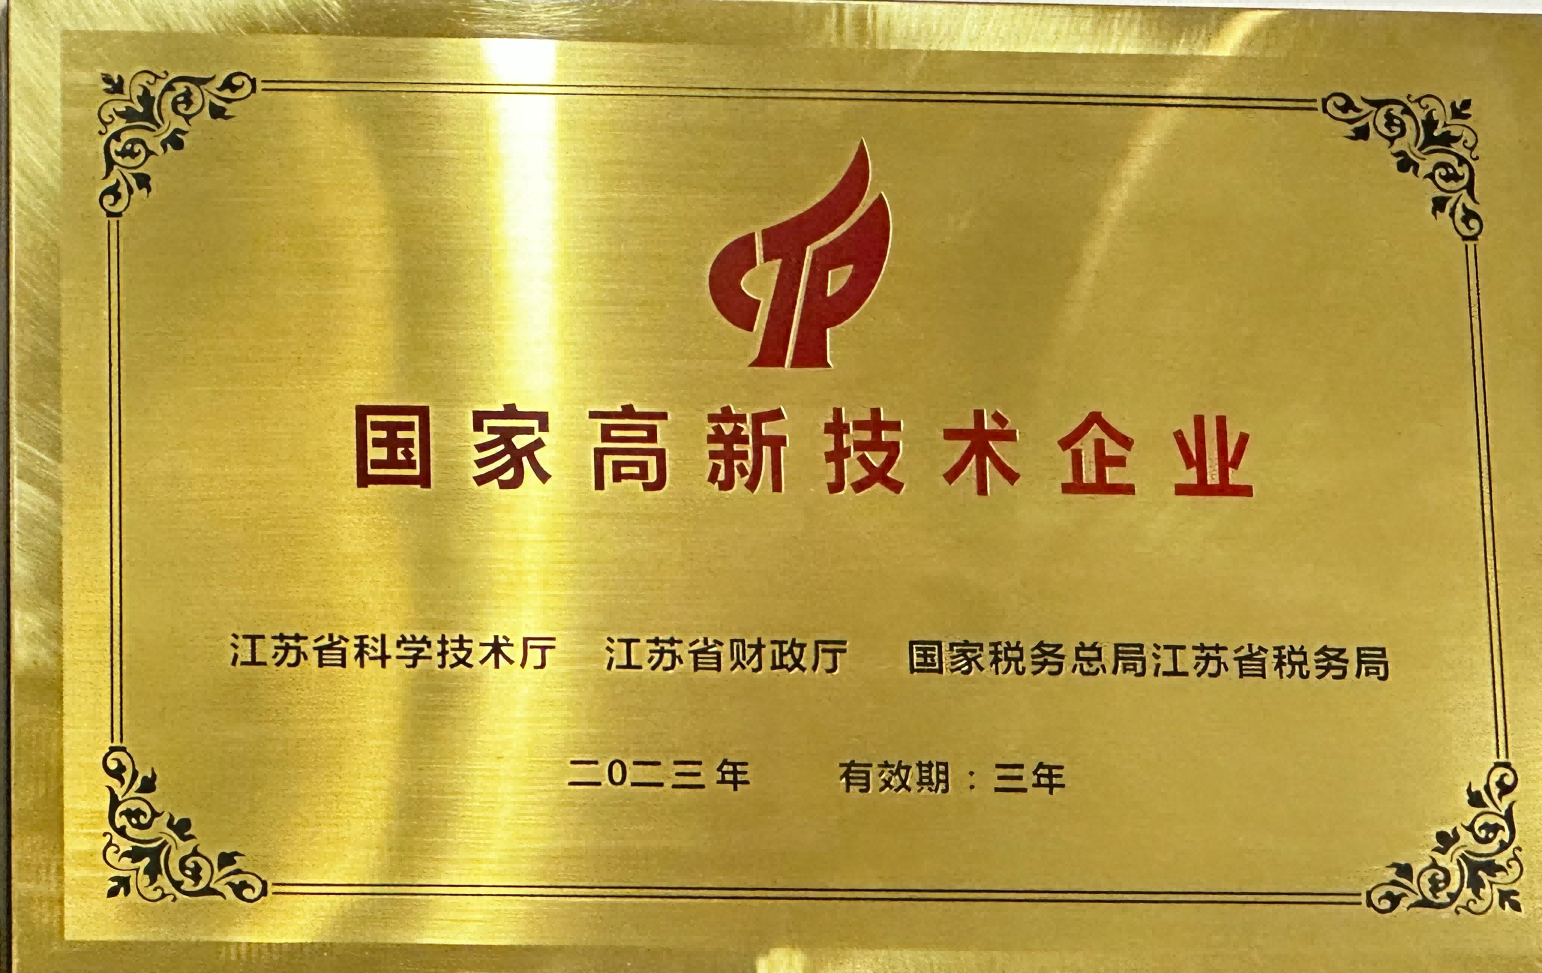 国家高新技术企业
江苏省科学技术厅 江苏省财政厅 国家税务总局江苏省税务局
二0二三年 有效期：三年